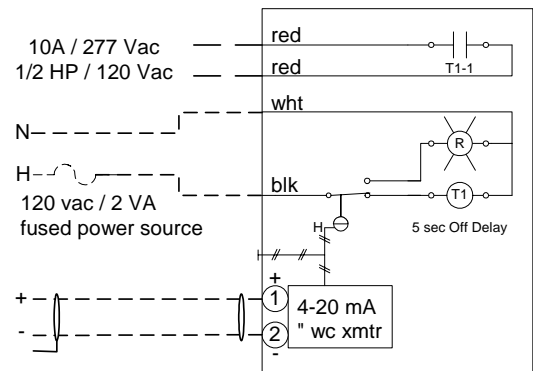 10A / 277 Vac
1/2 HP / 120 Vac
red
red
T1-1
wht
N
R
H
blk
T1
120 vac / 2 VA
fused power source
H
5 sec Off Delay
+
+
1
4-20 mA
" wc xmtr
-
2
-